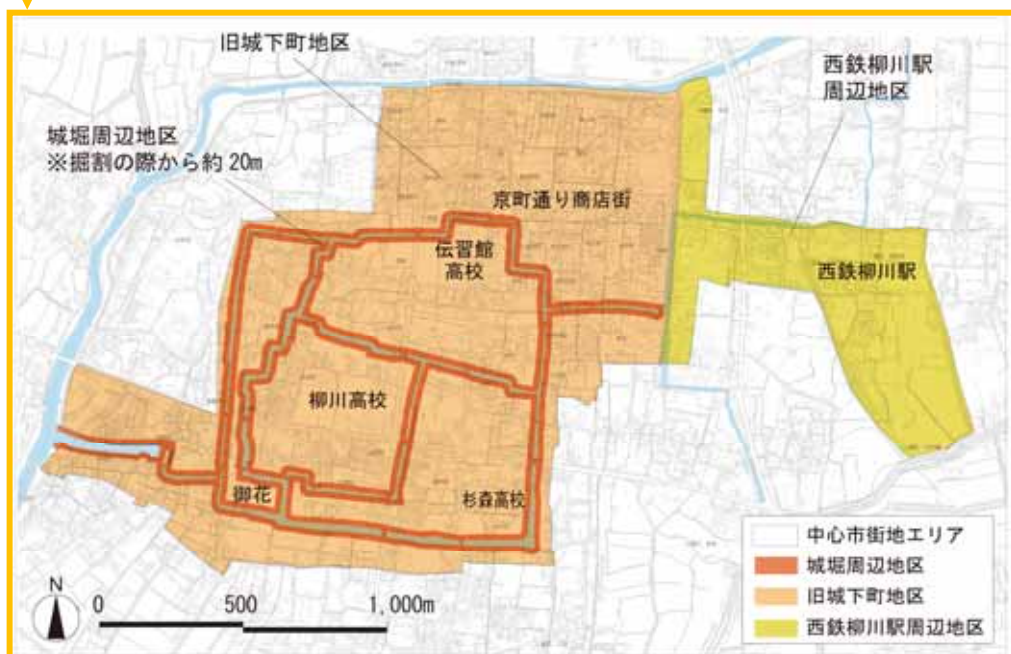 旧城下町地区
西鉄柳川駅
周辺地区
城堀周辺地区
※掘割の際から約 20m
京町通り商店街
伝習館
高校
西鉄柳川駅
柳川高校
御花
杉森高校
N
0 500 1,000m
中心市街地エリア
城堀周辺地区
旧城下町地区
西鉄柳川駅周辺地区